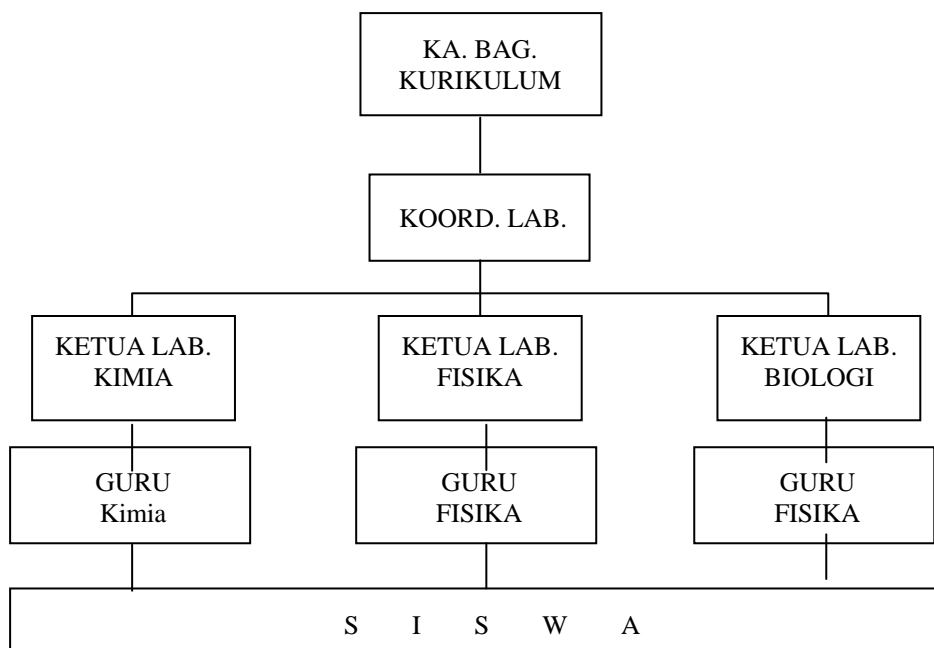 KA. BAG.
KURIKULUM
KOORD. LAB.
KETUA LAB.
KIMIA
KETUA LAB.
FISIKA
KETUA LAB.
BIOLOGI
GURU
Kimia
GURU
FISIKA
GURU
FISIKA
S I S W A